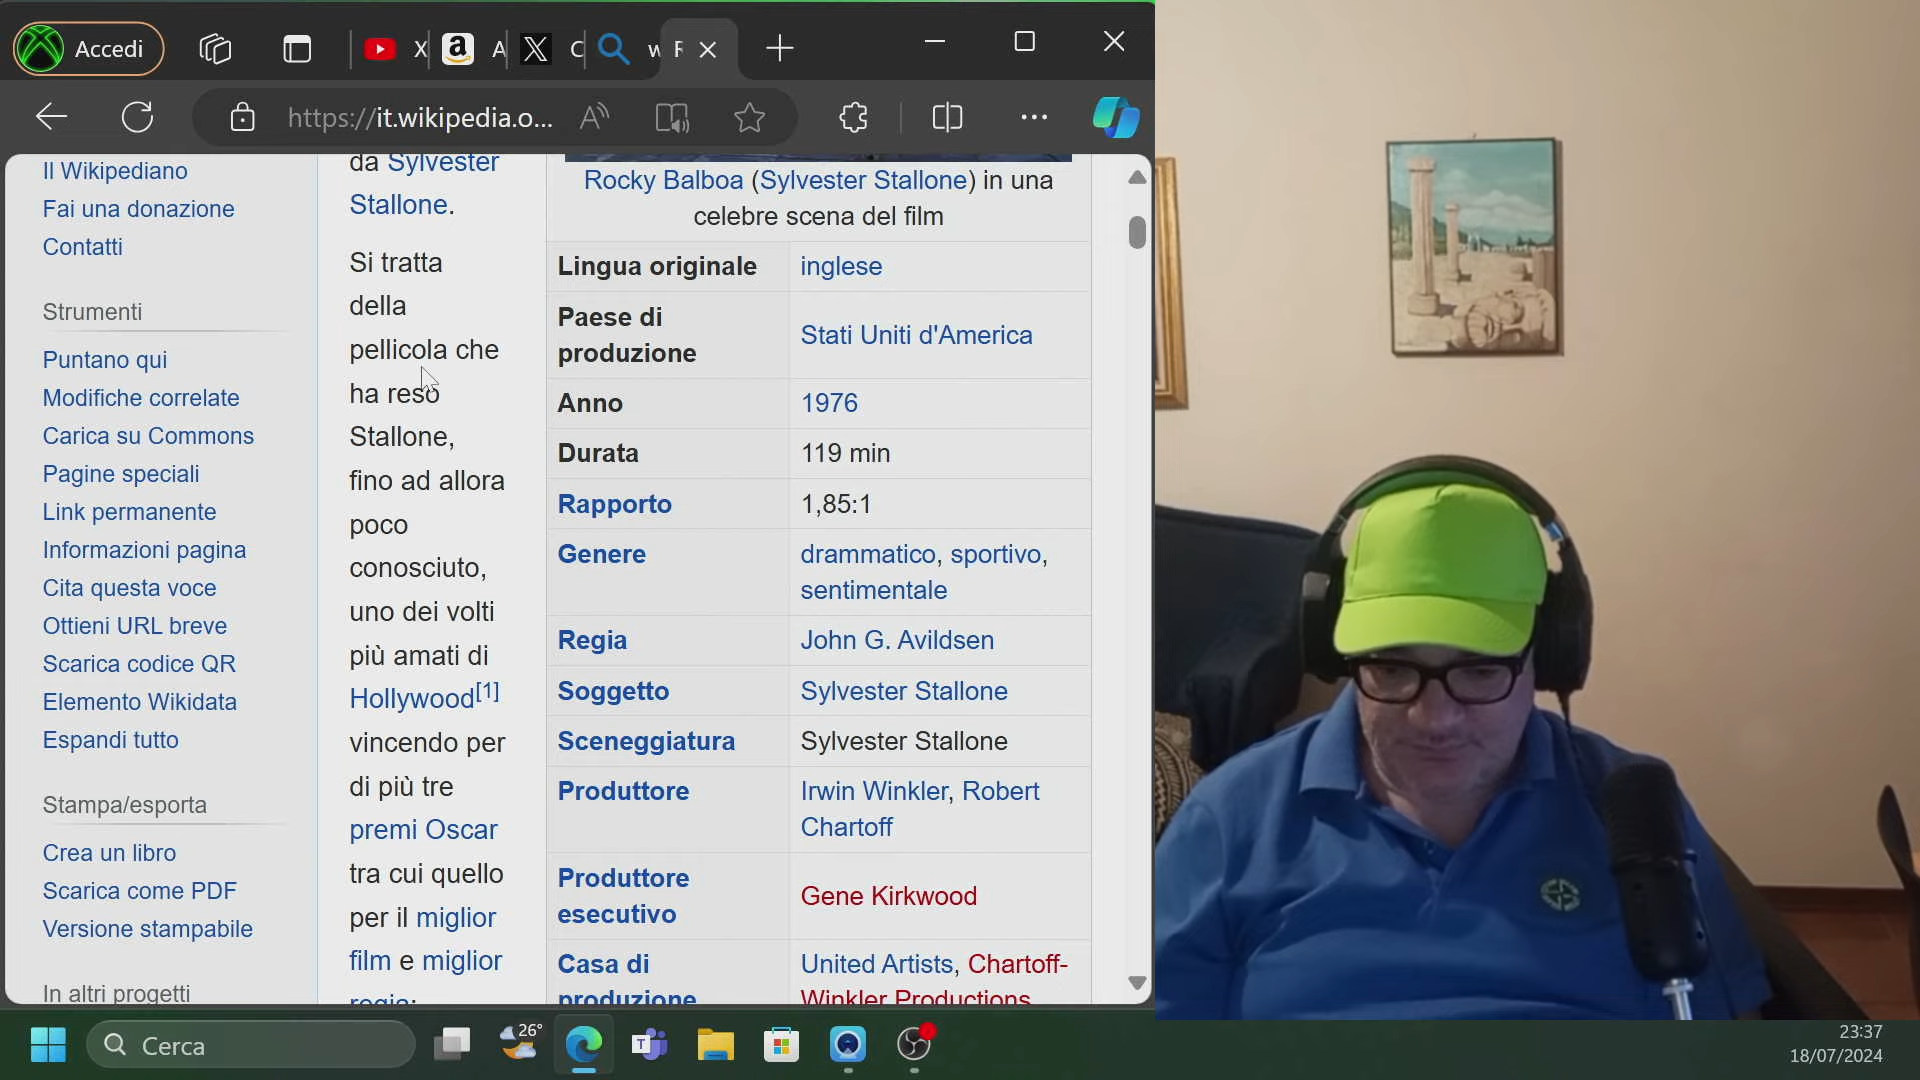 Accedi
X
A
C
w
F
https://it.wikipedia.o...
Il Wikipediano
Fai una donazione
Contatti
Strumenti
Puntano qui
Modifiche correlate
Carica su Commons
Pagine speciali
Link permanente
Informazioni pagina
Cita questa voce
Ottieni URL breve
Scarica codice QR
Elemento Wikidata
Espandi tutto
Stampa/esporta
Crea un libro
Scarica come PDF
Versione stampabile
In altri progetti
da Sylvester
Stallone.
Si tratta
della
pellicola che
ha reso
Stallone,
fino ad allora
poco
conosciuto,
uno dei volti
più amati di
Hollywood[1]
vincendo per
di più tre
premi Oscar
tra cui quello
per il miglior
film e miglior
regia;
Rocky Balboa (Sylvester Stallone) in una
celebre scena del film
Lingua originale
inglese
Paese di
produzione
Stati Uniti d'America
Anno
1976
Durata
119 min
Rapporto
1,85:1
Genere
drammatico, sportivo,
sentimentale
Regia
John G. Avildsen
Soggetto
Sylvester Stallone
Sceneggiatura
Sylvester Stallone
Produttore
Irwin Winkler, Robert
Chartoff
Produttore
esecutivo
Gene Kirkwood
Casa di
produzione
United Artists, Chartoff-
Winkler Productions
Cerca
26°
T
23:37
18/07/2024